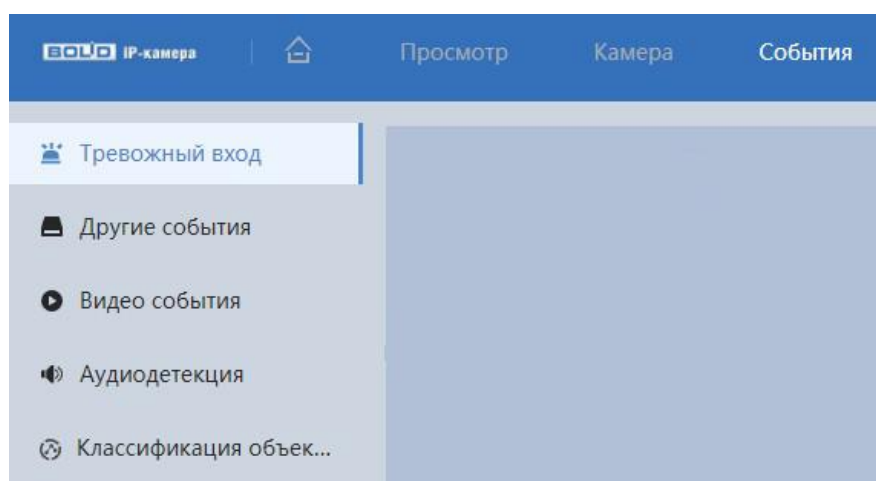 BOLID IP-камера Просмотр Камера События
Тревожный вход
Другие события
Видео события
Аудиодетекция
Классификация объек...